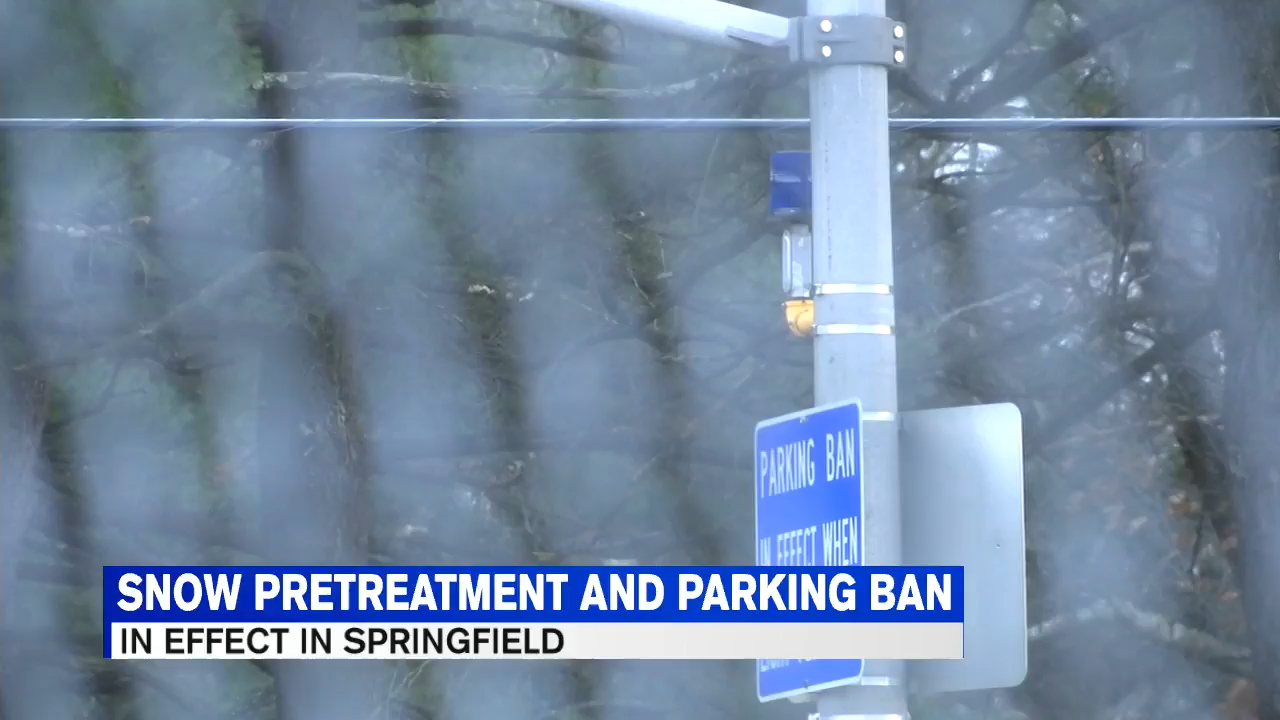 PARKING BAN
IN EFFECT WHEN
SNOW PRETREATMENT AND PARKING BAN
IN EFFECT IN SPRINGFIELD